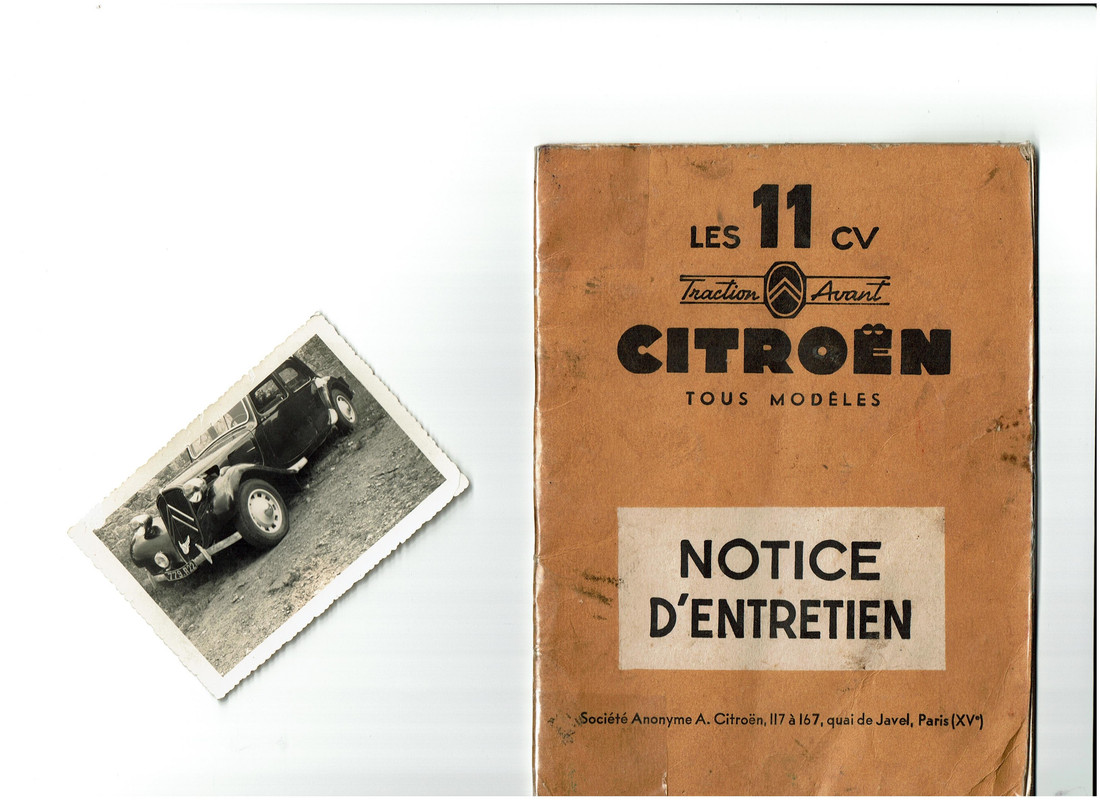 LES 11 CV
Traction Avant
CITROËN
TOUS MODÈLES
NOTICE
D'ENTRETIEN
Société Anonyme A. Citroën, 117 à 167, quai de Javel, Paris (XVᵉ)